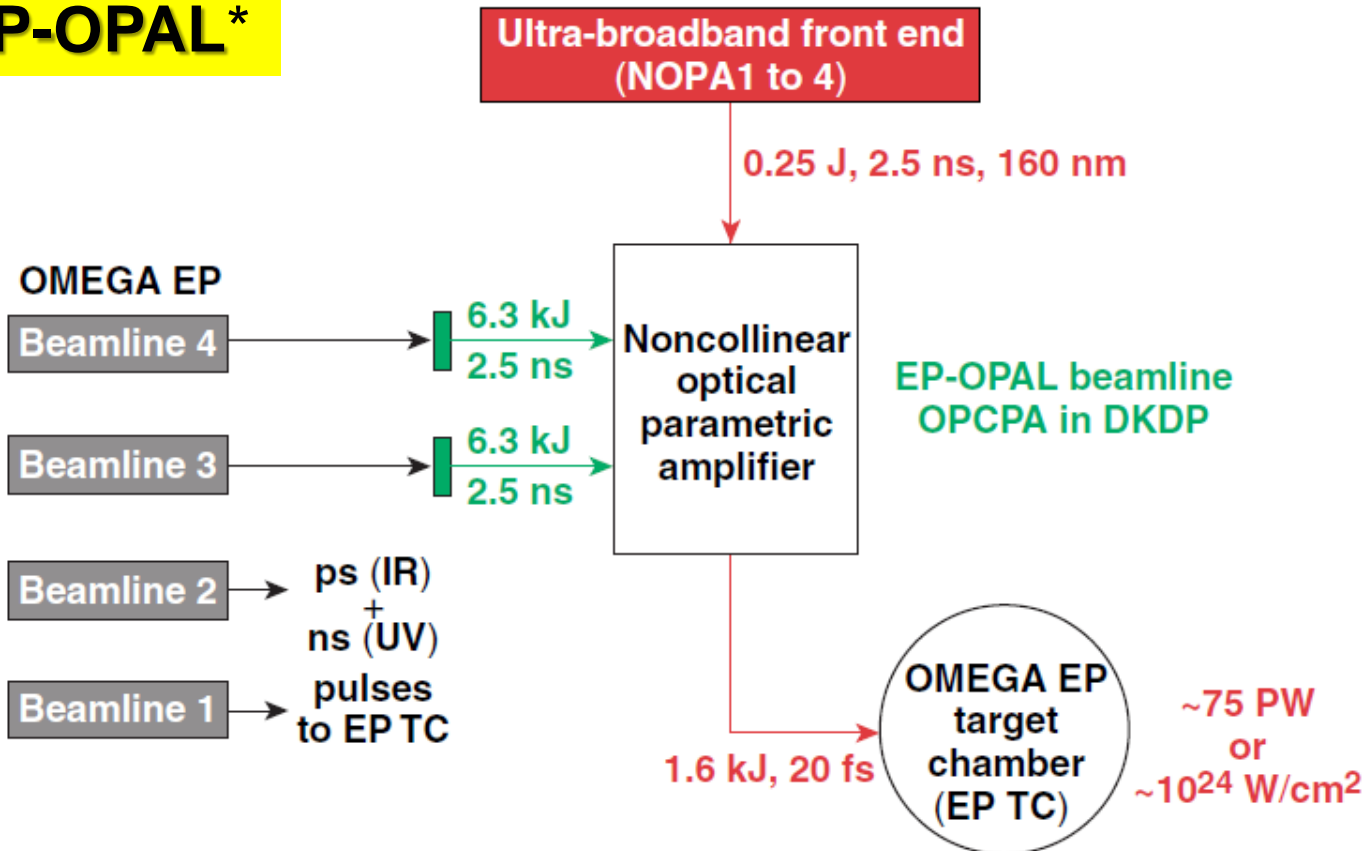 P-OPAL*
Ultra-broadband front end
(NOPA1 to 4)
0.25 J, 2.5 ns, 160 nm
OMEGA EP
Beamline 4
6.3 kJ
2.5 ns
Beamline 3
6.3 kJ
2.5 ns
Noncollinear
optical
parametric
amplifier
EP-OPAL beamline
OPCPA in DKDP
Beamline 2
Beamline 1
ps (IR)
+
ns (UV)
pulses
to EP TC
1.6 kJ, 20 fs
OMEGA EP
target
chamber
(EP TC)
~75 PW
or
~10²⁴ W/cm²